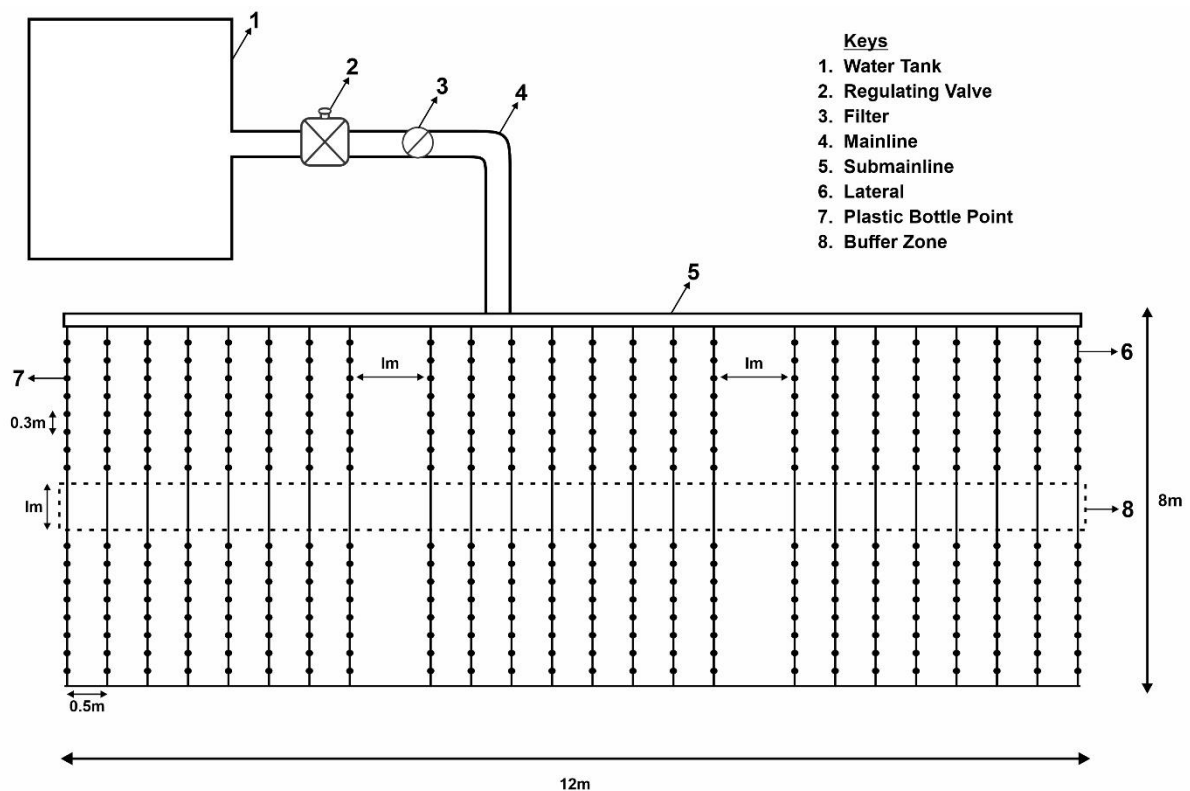 1
2
3
4
Keys
1. Water Tank
2. Regulating Valve
3. Filter
4. Mainline
5. Submainline
6. Lateral
7. Plastic Bottle Point
8. Buffer Zone
5
6
7
lm
lm
0.3m
lm
8
8m
0.5m
12m